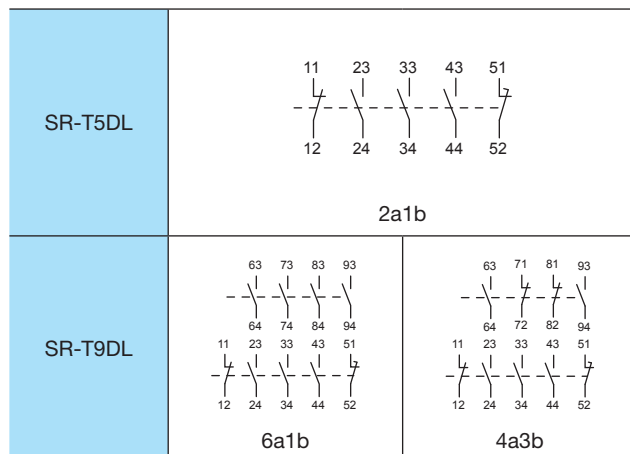 11 23 33 43 51
SR-T5DL
12 24 34 44 52
2a1b
63 73 83 93
64 74 84 94
11 23 33 43 51
12 24 34 44 52
6a1b
63 71 81 93
64 72 82 94
11 23 33 43 51
12 24 34 44 52
4a3b
SR-T9DL